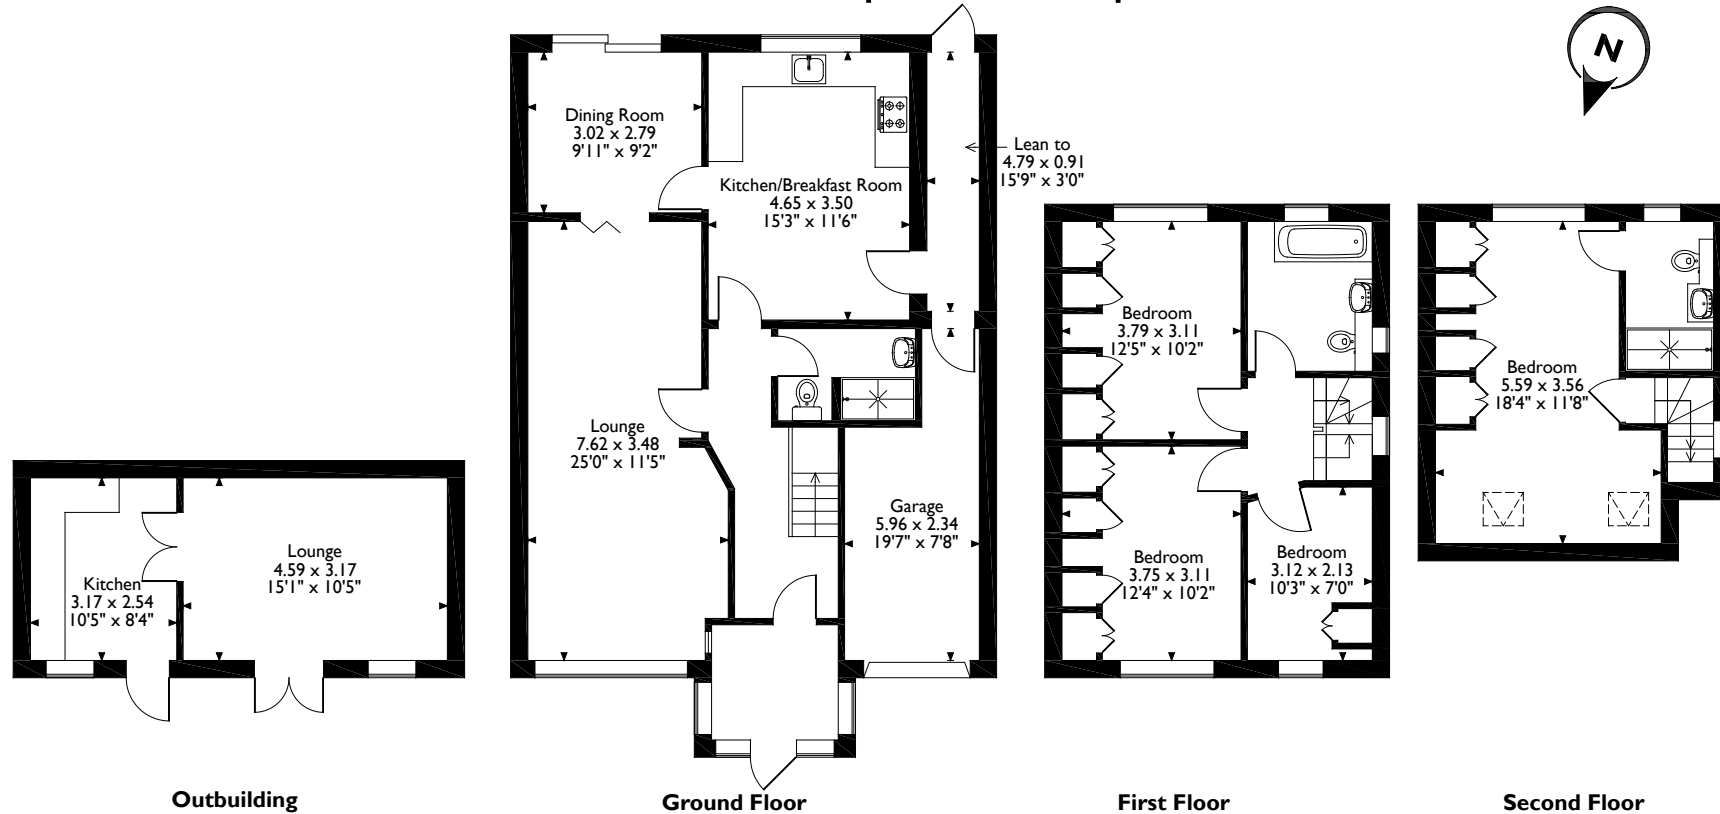 N
Dining Room
3.02 x 2.79
9'11" x 9'2"
Kitchen/Breakfast Room
4.65 x 3.50
15'3" x 11'6"
Lean to
4.79 x 0.91
15'9" x 3'0"
Lounge
7.62 x 3.48
25'0" x 11'5"
Garage
5.96 x 2.34
19'7" x 7'8"
Kitchen
3.17 x 2.54
10'5" x 8'4"
Lounge
4.59 x 3.17
15'1" x 10'5"
Bedroom
3.79 x 3.11
12'5" x 10'2"
Bedroom
3.75 x 3.11
12'4" x 10'2"
Bedroom
3.12 x 2.13
10'3" x 7'0"
Bedroom
5.59 x 3.56
18'4" x 11'8"
Outbuilding
Ground Floor
First Floor
Second Floor